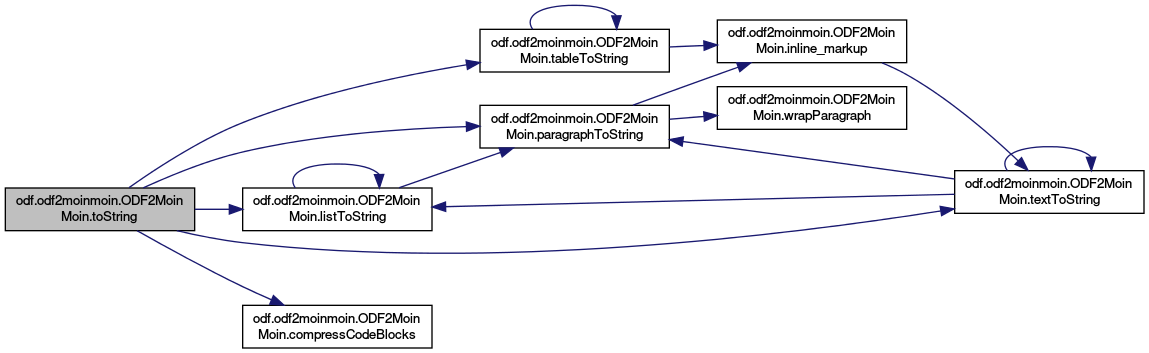 odf.odf2moinmoin.ODF2Moin
Moin.toString
odf.odf2moinmoin.ODF2Moin
Moin.tableToString
odf.odf2moinmoin.ODF2Moin
Moin.inline_markup
odf.odf2moinmoin.ODF2Moin
Moin.paragraphToString
odf.odf2moinmoin.ODF2Moin
Moin.wrapParagraph
odf.odf2moinmoin.ODF2Moin
Moin.listToString
odf.odf2moinmoin.ODF2Moin
Moin.textToString
odf.odf2moinmoin.ODF2Moin
Moin.compressCodeBlocks